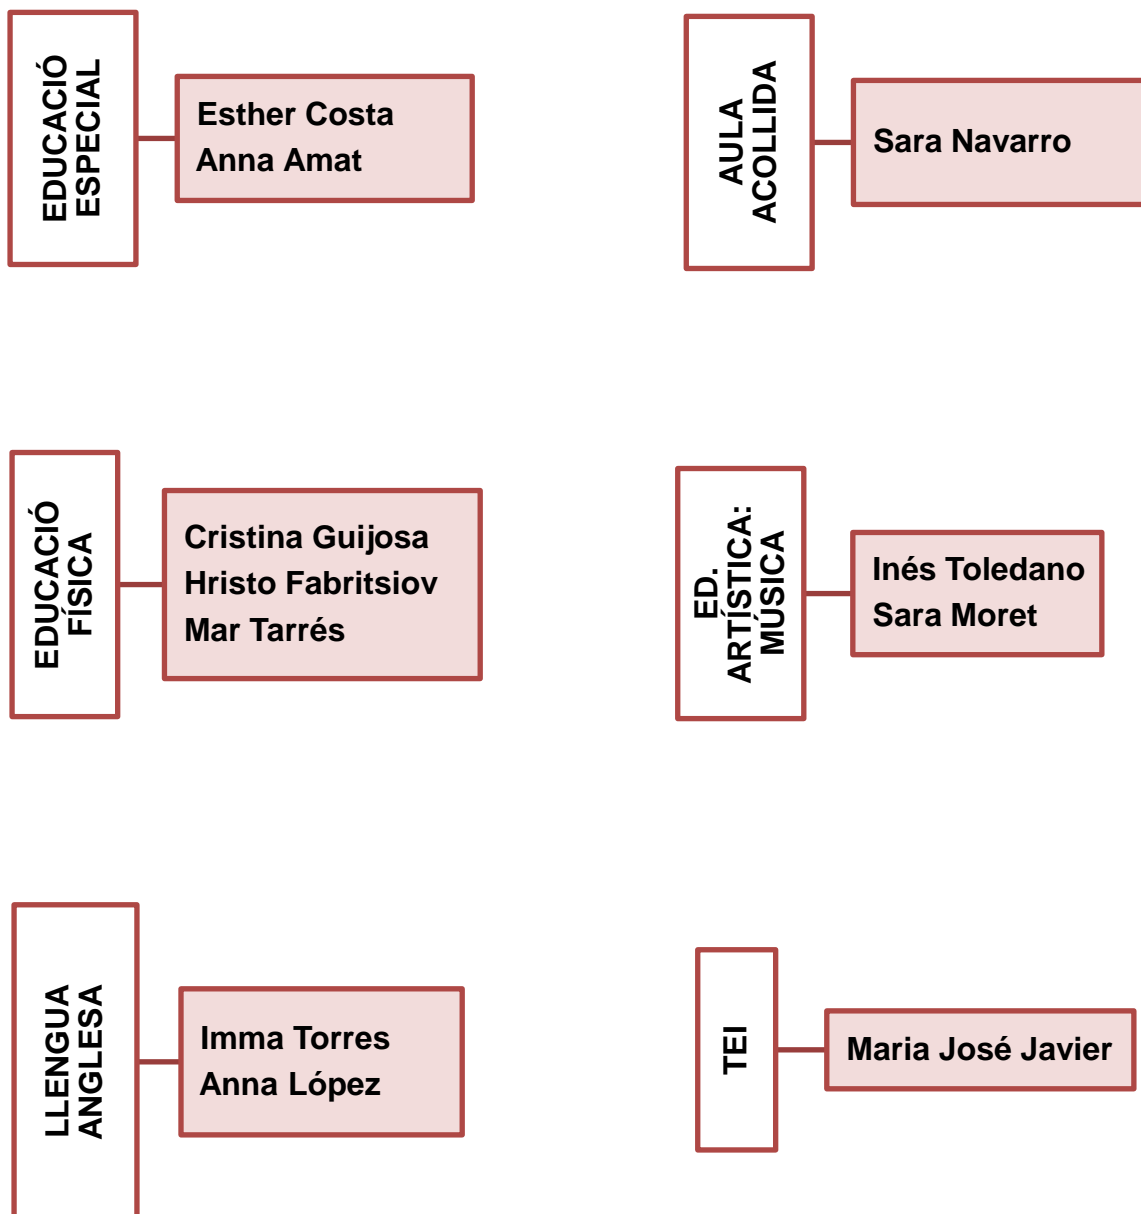 EDUCACIÓ
ESPECIAL
Esther Costa
Anna Amat
AULA
ACOLLIDA
Sara Navarro
EDÚCACIÓ
FÍSICA
Cristina Guijosa
Hristo Fabritsiov
Mar Tarrés
ED.
ARTÍSTICA:
MÚSICA
Inés Toledano
Sara Moret
LLENGUA
ANGLESA
Imma Torres
Anna López
TEI
Maria José Javier